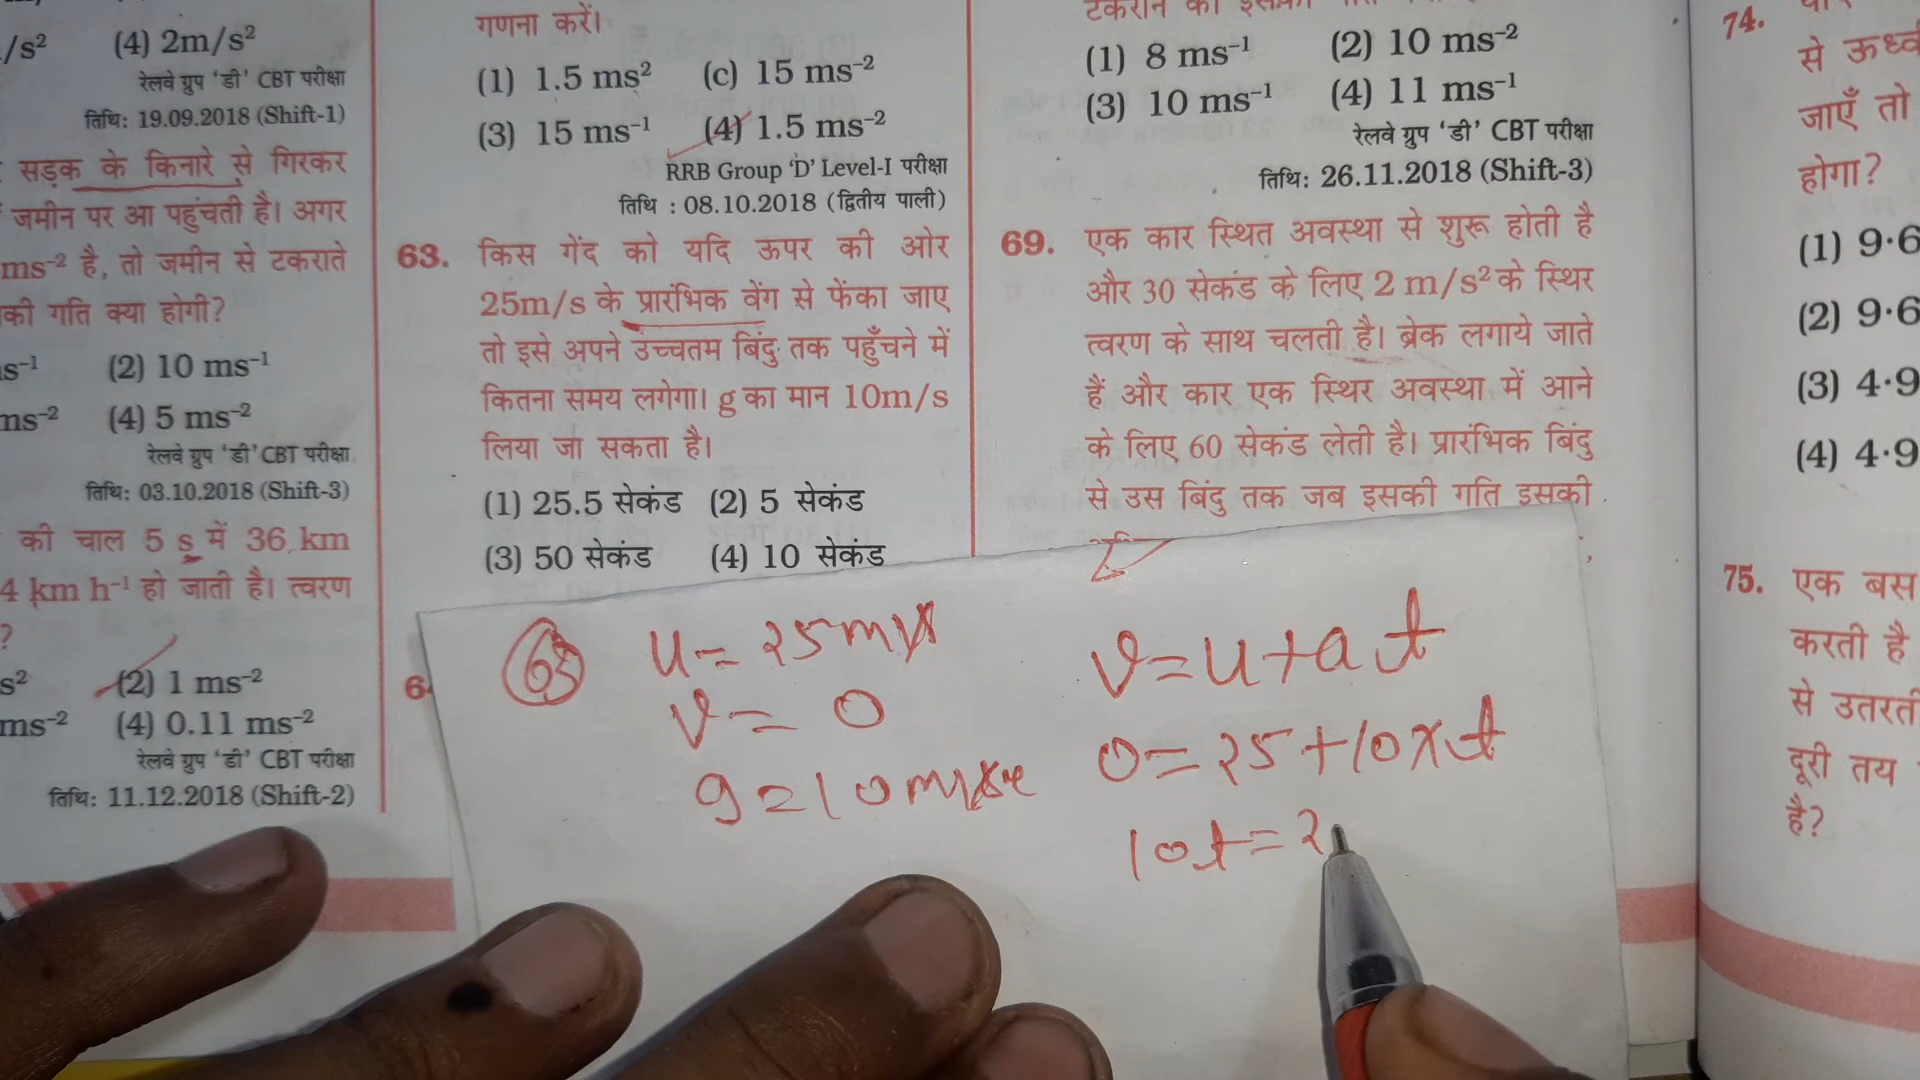 /s² (4) 2m/s²
रेलवे ग्रुप 'डी' CBT परीक्षा
तिथि: 19.09.2018 (Shift-1)
सड़क के किनारे से गिरकर
जमीन पर आ पहुंचती है। अगर
ms⁻² है, तो जमीन से टकराते
की गति क्या होगी?
s⁻¹ (2) 10 ms⁻¹
ms⁻² (4) 5 ms⁻²
रेलवे ग्रुप 'डी' CBT परीक्षा
तिथि: 03.10.2018 (Shift-3)
की चाल 5 s में 36 km
4 km h⁻¹ हो जाती है। त्वरण
?
s² (2) 1 ms⁻²
ms⁻² (4) 0.11 ms⁻²
रेलवे ग्रुप 'डी' CBT परीक्षा
तिथि: 11.12.2018 (Shift-2)
गणना करें।
(1) 1.5 ms² (c) 15 ms⁻²
(3) 15 ms⁻¹ (4) 1.5 ms⁻²
RRB Group 'D' Level-I परीक्षा
तिथि : 08.10.2018 (द्वितीय पाली)
63. किस गेंद को यदि ऊपर की ओर
25m/s के प्रारंभिक वेंग से फेंका जाए
तो इसे अपने उच्चतम बिंदु तक पहुँचने में
कितना समय लगेगा। g का मान 10m/s
लिया जा सकता है।
(1) 25.5 सेकंड (2) 5 सेकंड
(3) 50 सेकंड (4) 10 सेकंड
6
(1) 8 ms⁻¹ (2) 10 ms⁻²
(3) 10 ms⁻¹ (4) 11 ms⁻¹
रेलवे ग्रुप 'डी' CBT परीक्षा
तिथि: 26.11.2018 (Shift-3)
69. एक कार स्थित अवस्था से शुरू होती है
और 30 सेकंड के लिए 2 m/s² के स्थिर
त्वरण के साथ चलती है। ब्रेक लगाये जाते
हैं और कार एक स्थिर अवस्था में आने
के लिए 60 सेकंड लेती है। प्रारंभिक बिंदु
से उस बिंदु तक जब इसकी गति इसकी
63
u = 25 m/s
v = 0
g = 10 m/s
v = u + a t
0 = 25 + 10 x t
10t = 2
74.
से ऊर्ध्व
जाएँ तो
होगा?
(1) 9·6
(2) 9·6
(3) 4·9
(4) 4·9
75. एक बस
करती है
से उतरती
दूरी तय
है?